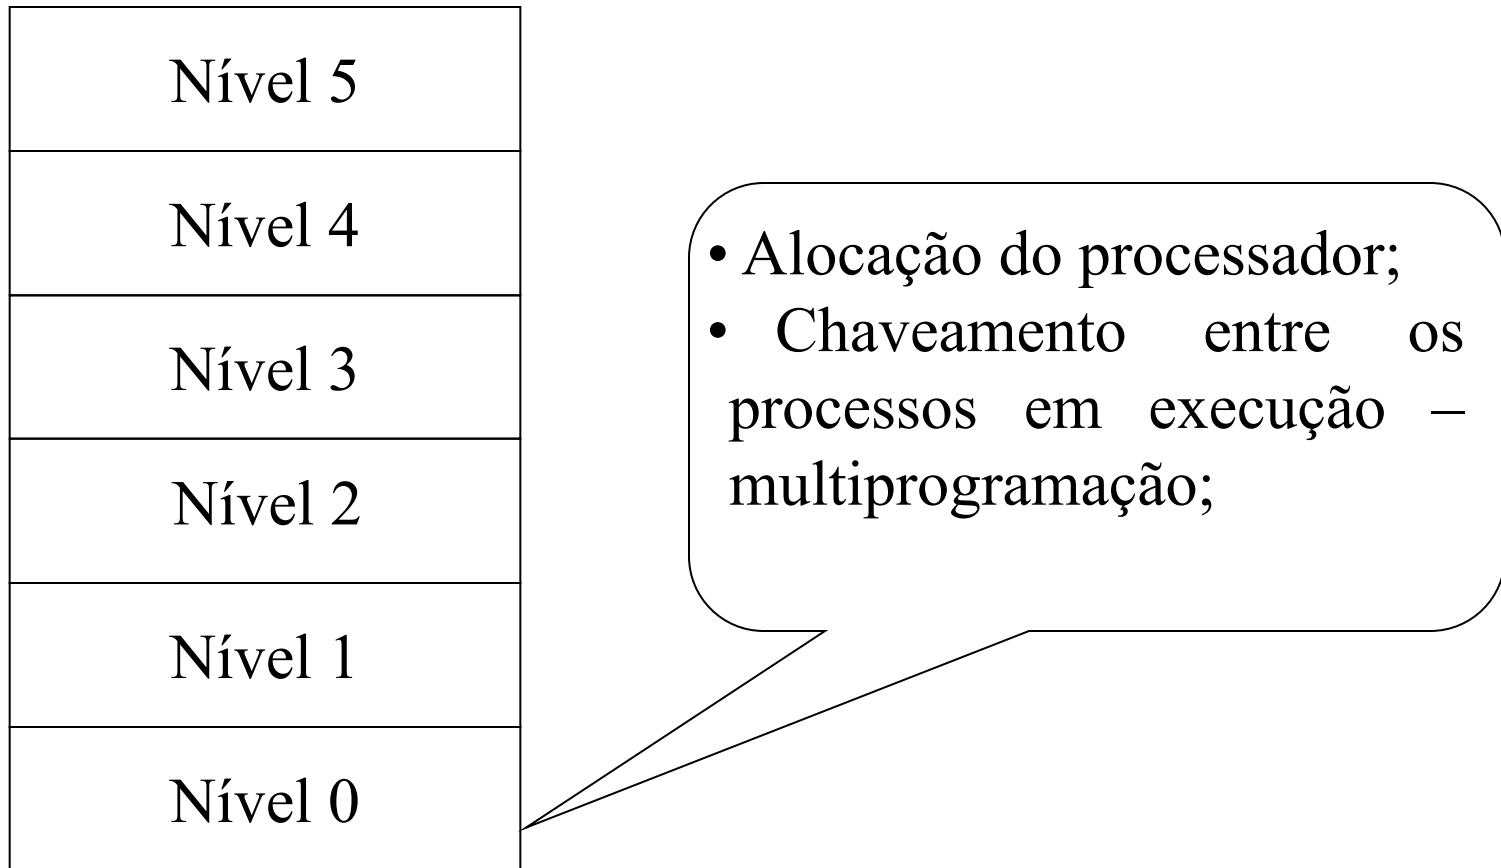 Nível 5
Nível 4
Nível 3
Nível 2
Nível 1
Nível 0
• Alocação do processador;
• Chaveamento entre os
processos em execução –
multiprogramação;